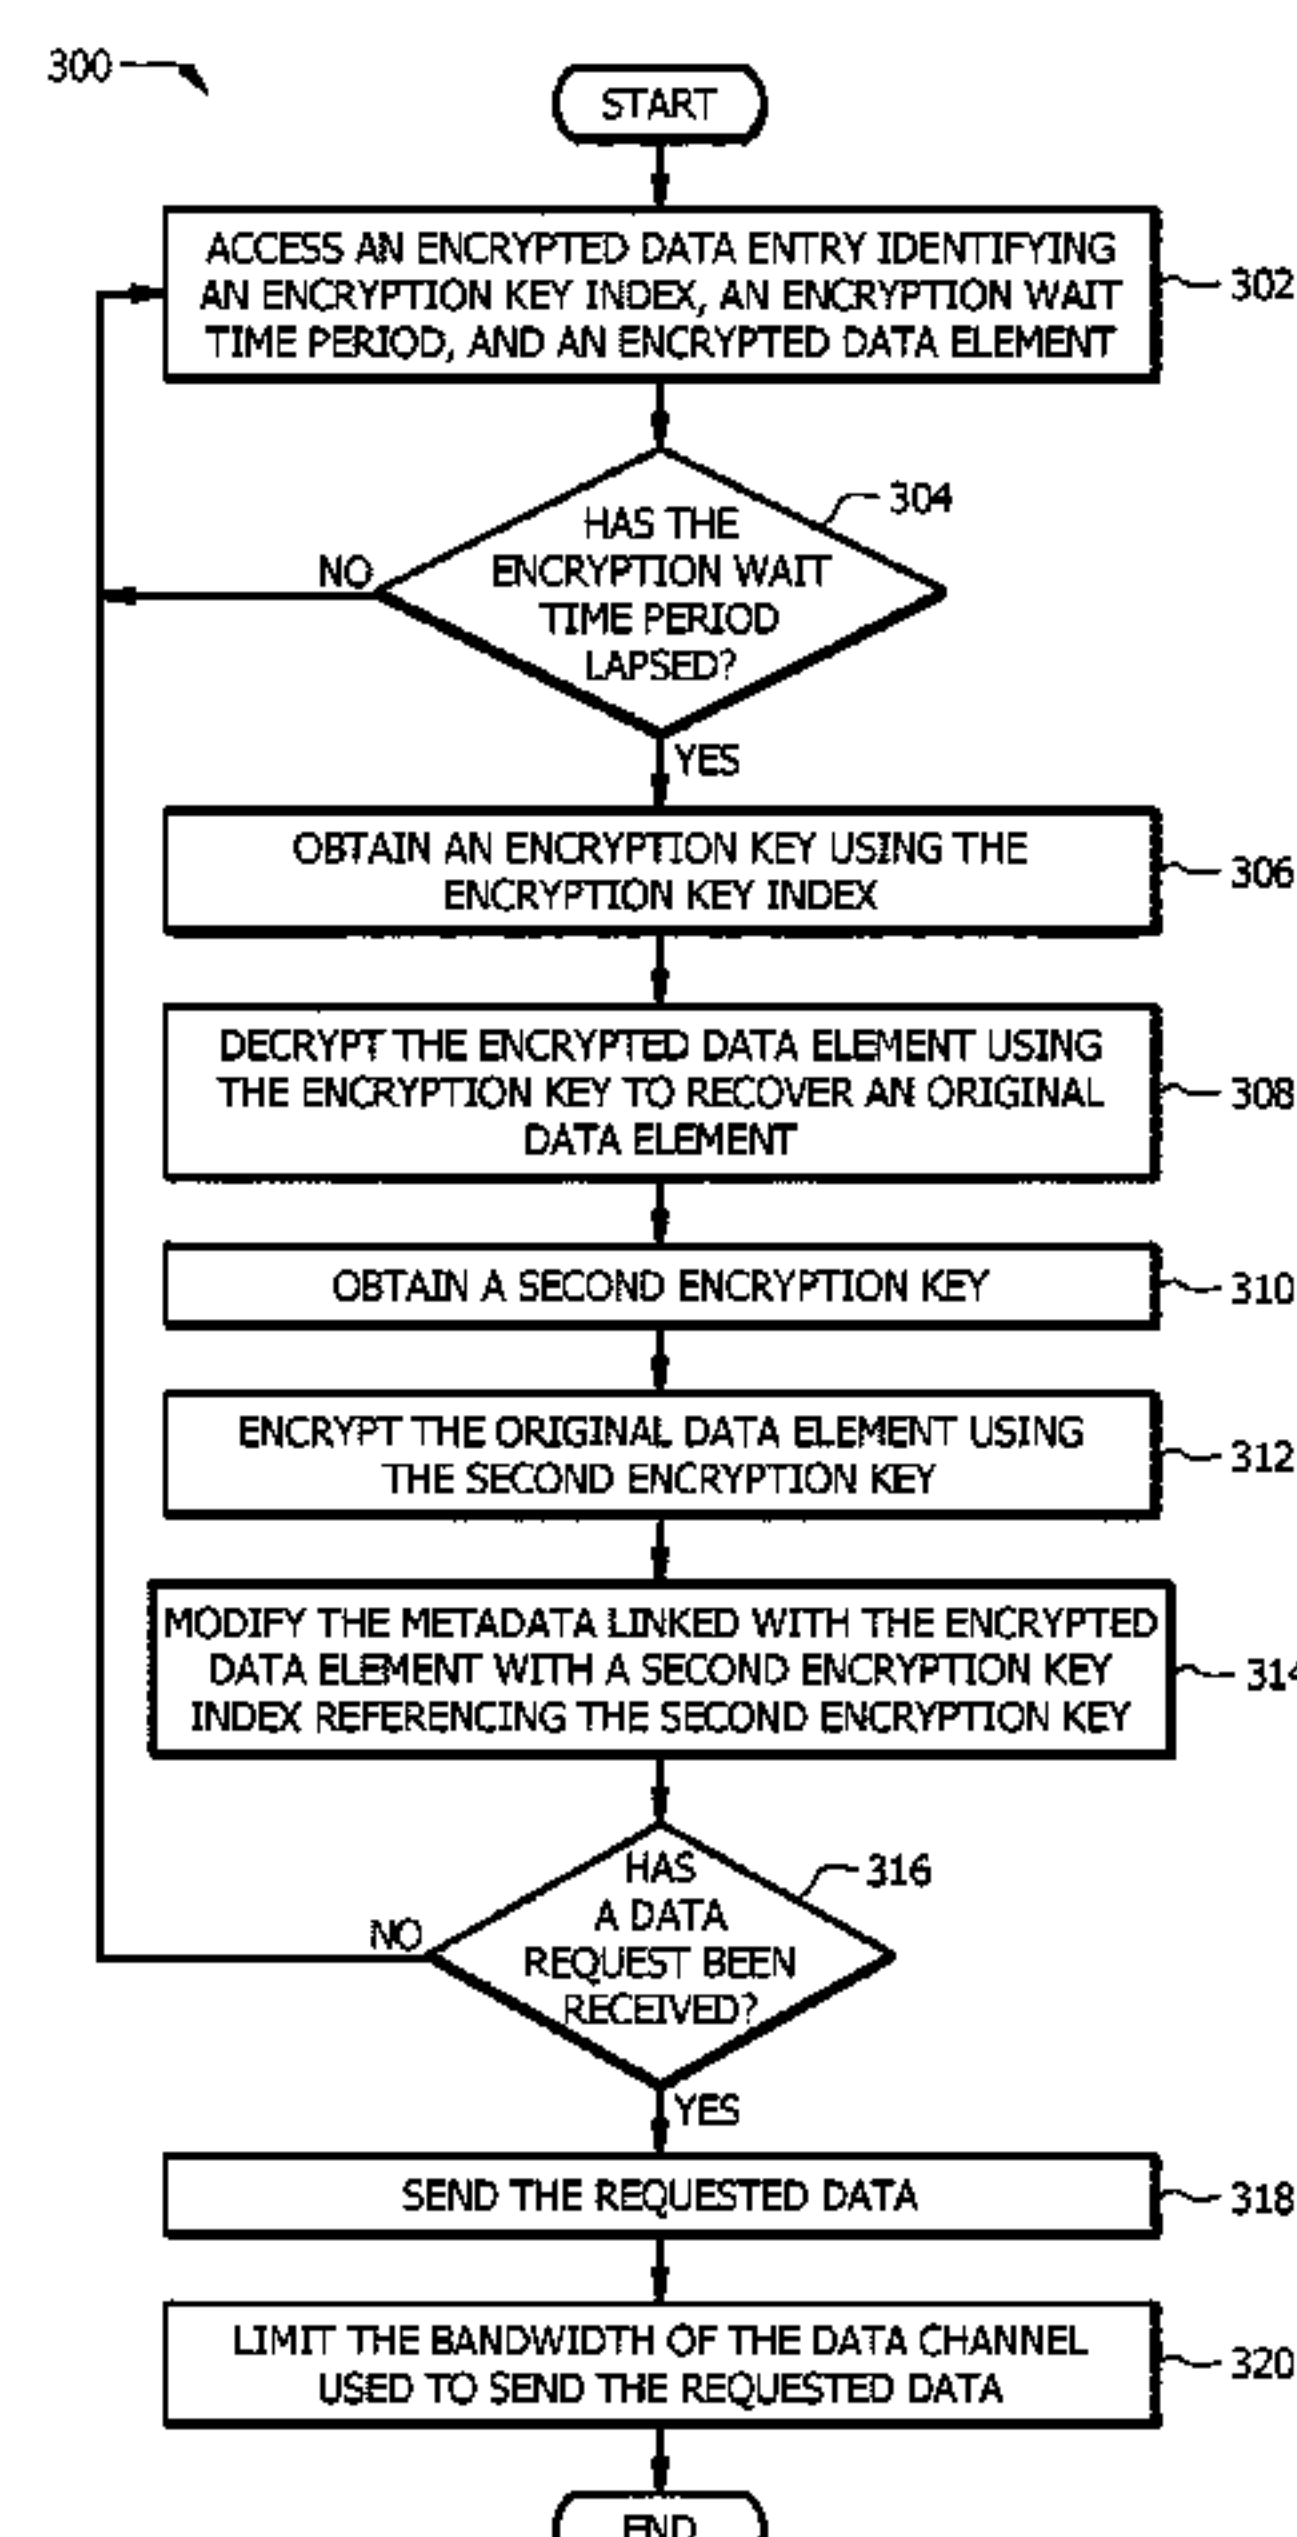 300
START
ACCESS AN ENCRYPTED DATA ENTRY IDENTIFYING
AN ENCRYPTION KEY INDEX, AN ENCRYPTION WAIT
TIME PERIOD, AND AN ENCRYPTED DATA ELEMENT
302
304
HAS THE
ENCRYPTION WAIT
TIME PERIOD
LAPSED?
NO
YES
OBTAIN AN ENCRYPTION KEY USING THE
ENCRYPTION KEY INDEX
306
DECRYPT THE ENCRYPTED DATA ELEMENT USING
THE ENCRYPTION KEY TO RECOVER AN ORIGINAL
DATA ELEMENT
308
OBTAIN A SECOND ENCRYPTION KEY
310
ENCRYPT THE ORIGINAL DATA ELEMENT USING
THE SECOND ENCRYPTION KEY
312
MODIFY THE METADATA LINKED WITH THE ENCRYPTED
DATA ELEMENT WITH A SECOND ENCRYPTION KEY
INDEX REFERENCING THE SECOND ENCRYPTION KEY
314
316
HAS
A DATA
REQUEST BEEN
RECEIVED?
NO
YES
SEND THE REQUESTED DATA
318
LIMIT THE BANDWIDTH OF THE DATA CHANNEL
USED TO SEND THE REQUESTED DATA
320
END